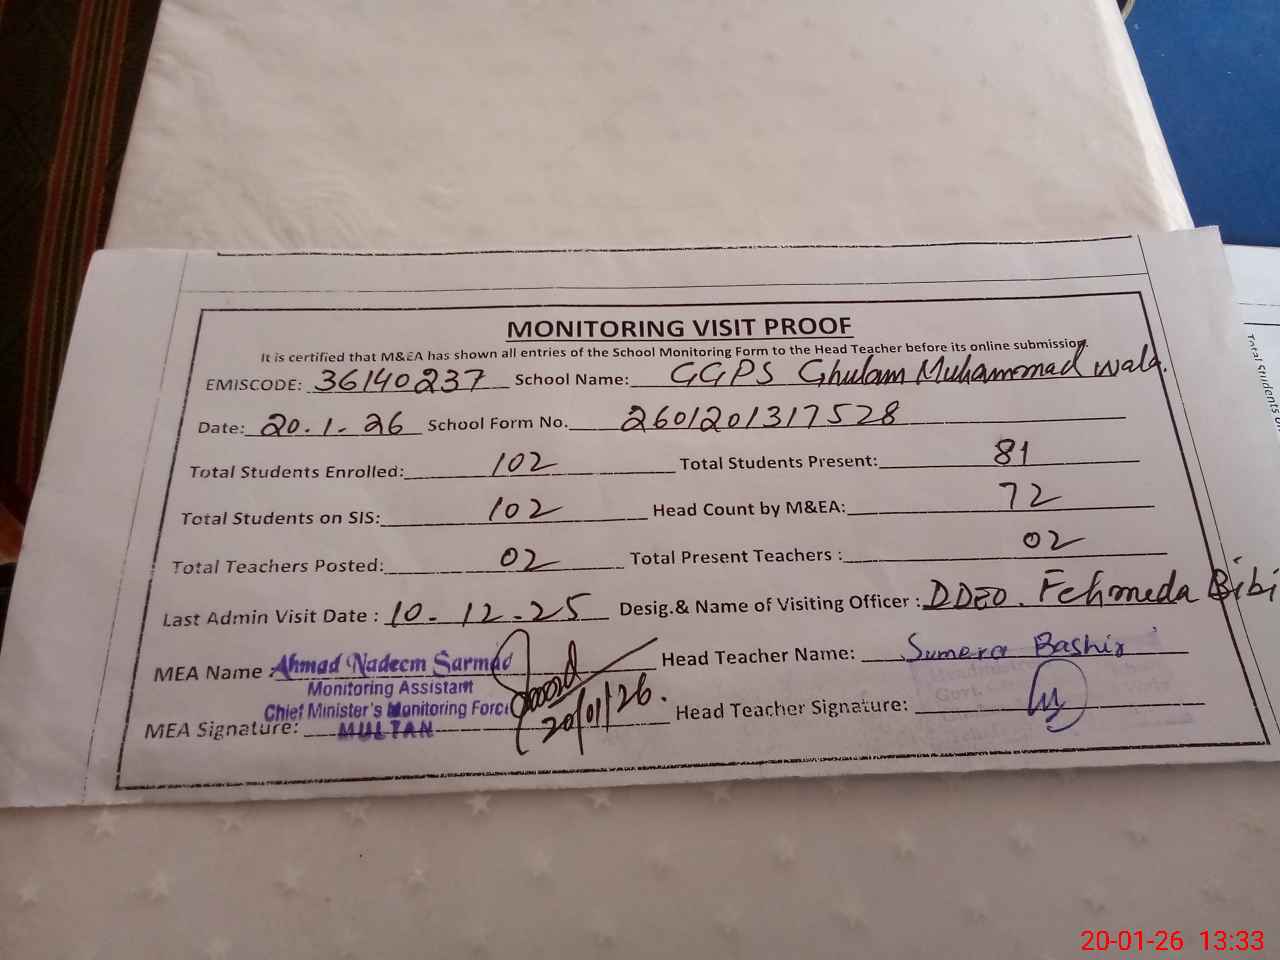 MONITORING VISIT PROOF
It is certified that M&EA has shown all entries of the School Monitoring Form to the Head Teacher before its online submission.
EMISCODE: 36140237 School Name: GGPS Ghulam Muhammad wala.
Date: 20.1-26 School Form No. 2601201317528
Total Students Enrolled: 102 Total Students Present: 81
Total Students on SIS: 102 Head Count by M&EA: 72
Total Teachers Posted: 02 Total Present Teachers : 02
Last Admin Visit Date : 10-12-25 Desig.& Name of Visiting Officer : DDEO. Fehmeda Bibi
MEA Name : Ahmad Nadeem Sarmad Head Teacher Name: Sumera Bashir
Monitoring Assistant
Chief Minister's Monitoring Force
MEA Signature: MULTAN 20/01/26. Head Teacher Signature:
Total Students
20-01-26 13:33